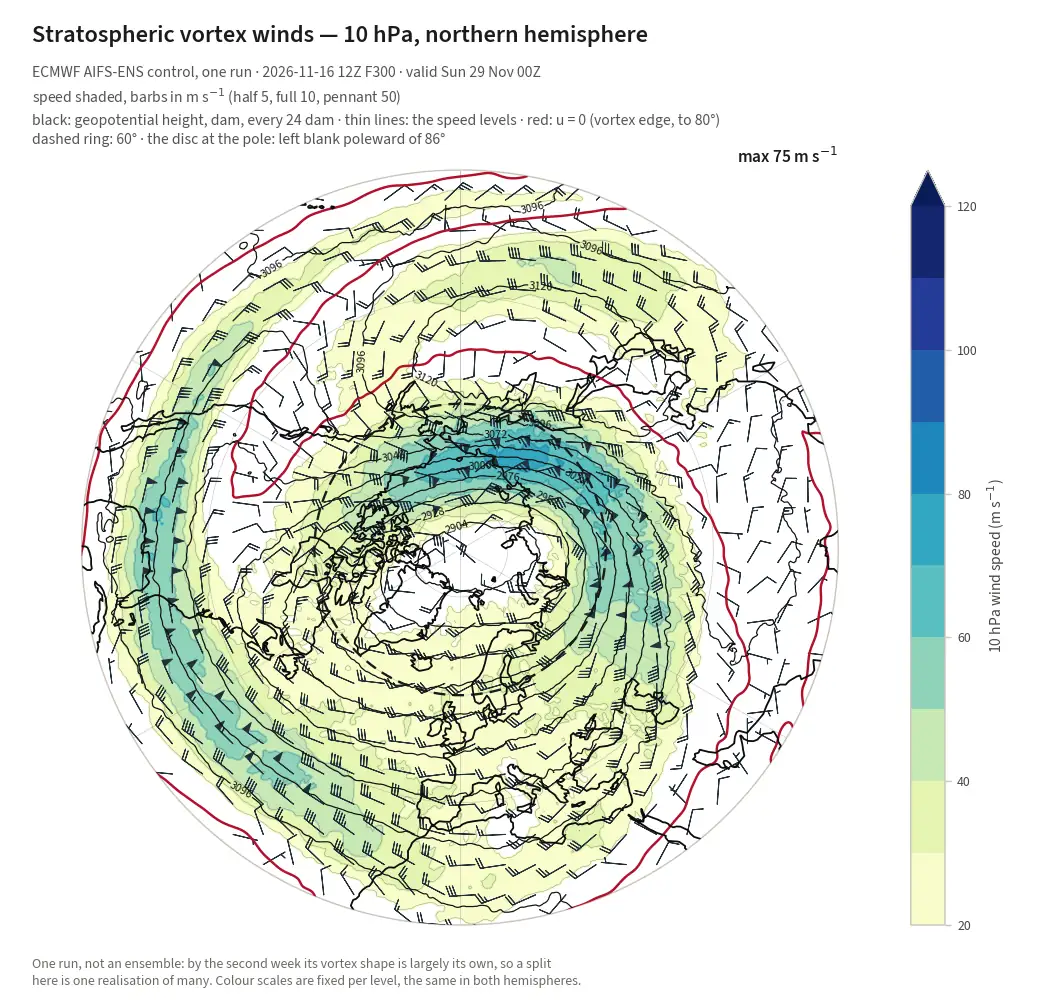 Stratospheric vortex winds — 10 hPa, northern hemisphere
ECMWF AIFS-ENS control, one run · 2026-11-16 12Z F300 · valid Sun 29 Nov 00Z
speed shaded, barbs in m s⁻¹ (half 5, full 10, pennant 50)
black: geopotential height, dam, every 24 dam · thin lines: the speed levels · red: u = 0 (vortex edge, to 80°)
dashed ring: 60° · the disc at the pole: left blank poleward of 86°
max 75 m s⁻¹
3096
3096
3096
3120
3096
3120
3072
3000
2976
2928
2904
3096
120
100
80
60
40
20
10 hPa wind speed (m s⁻¹)
One run, not an ensemble: by the second week its vortex shape is largely its own, so a split
here is one realisation of many. Colour scales are fixed per level, the same in both hemispheres.